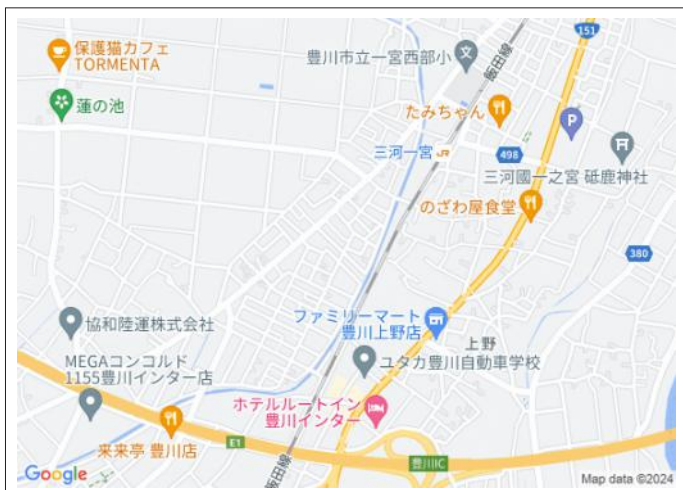 保護猫カフェ
TORMENTA
豊川市立一宮西部小
飯田線
151
蓮の池
たみちゃん
P
三河一宮
JR
498
三河國一之宮 砥鹿神社
のざわ屋食堂
380
協和陸運株式会社
ファミリーマート
豊川上野店
上野
MEGAコンコルド
1155豊川インター店
ユタカ豊川自動車学校
ホテルルートイン
豊川インター
来来亭 豊川店
E1
豊川IC
飯田線
Google
Map data ©2024